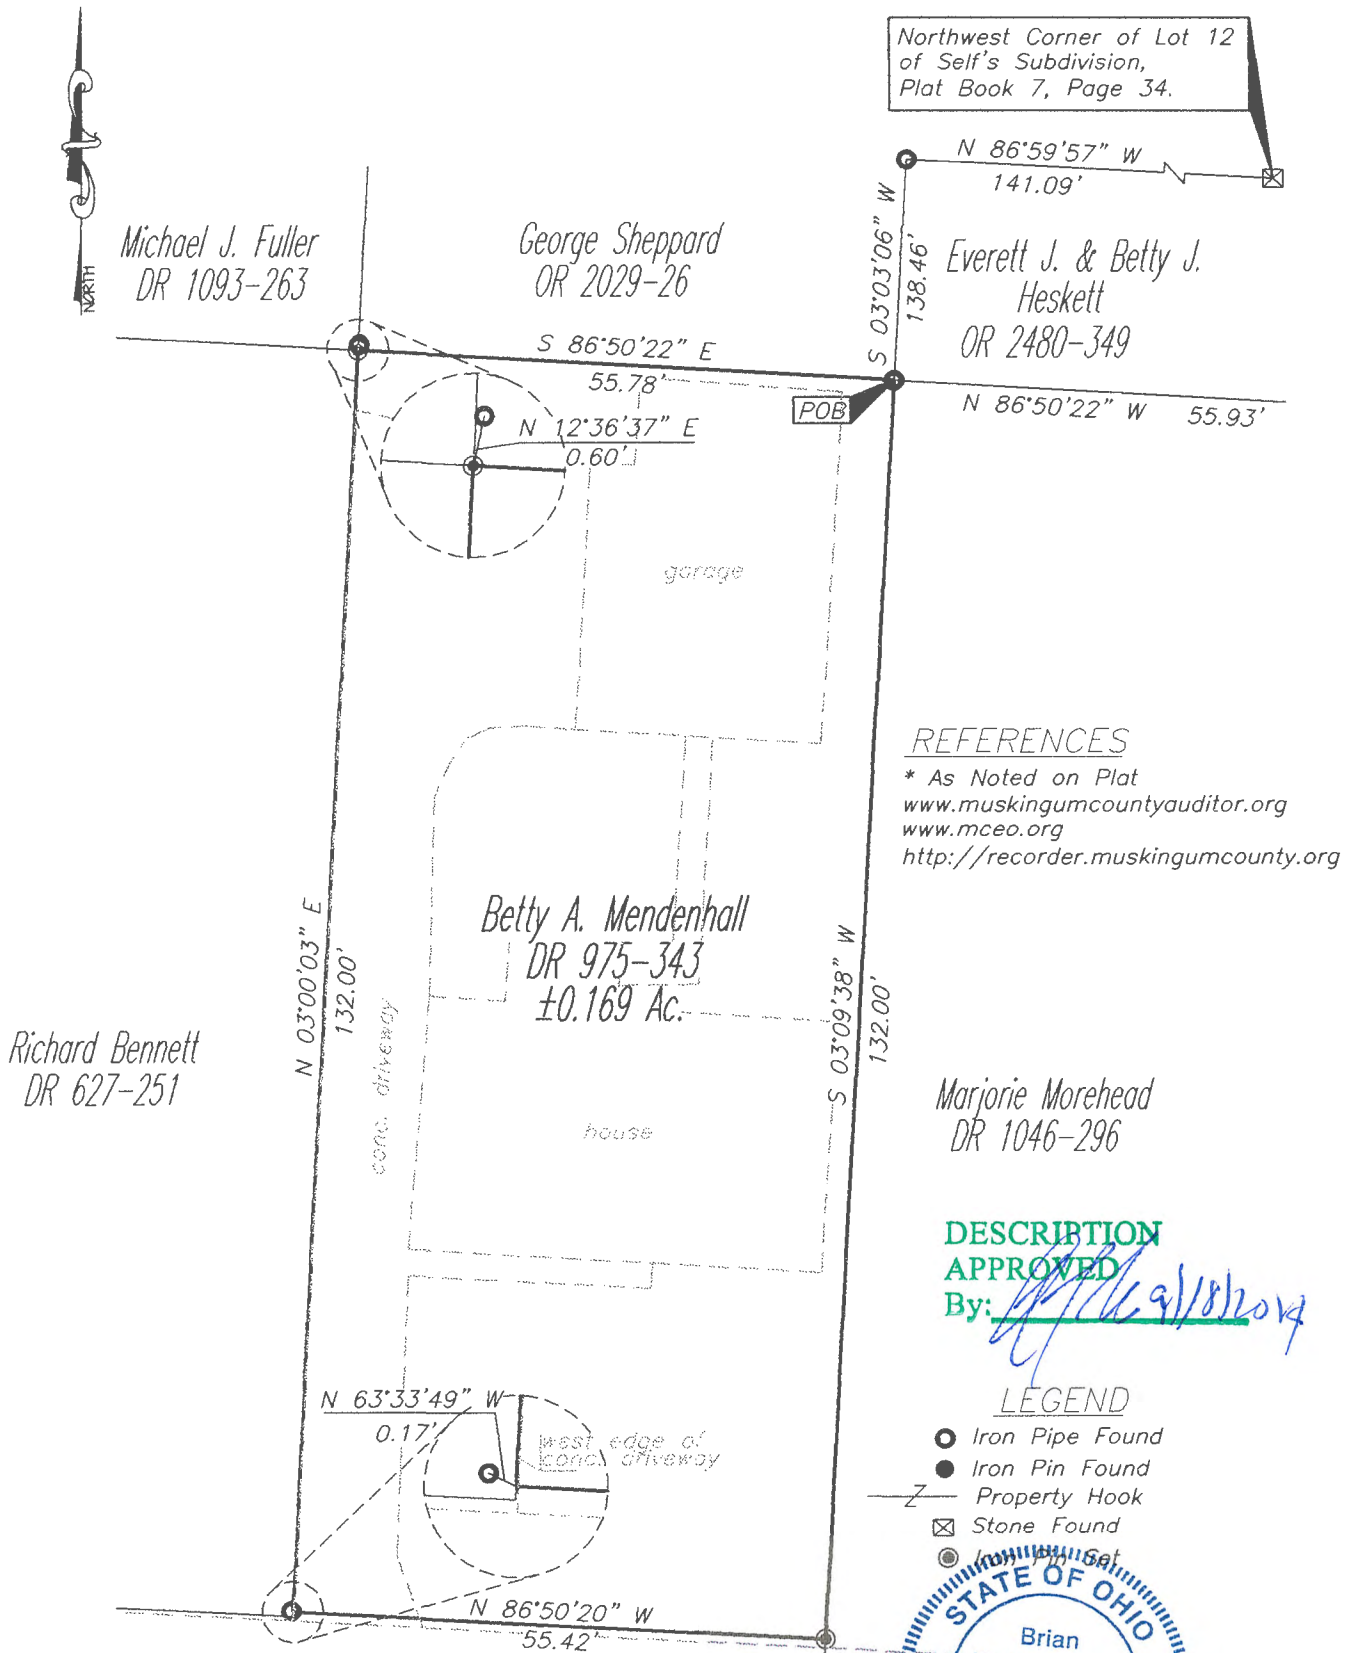 Northwest Corner of Lot 12
of Self's Subdivision,
Plat Book 7, Page 34.
N 86°59'57" W
141.09'
NORTH
Michael J. Fuller
DR 1093-263
George Sheppard
OR 2029-26
S 03°03'06" W
138.46'
Everett J. & Betty J.
Heskett
OR 2480-349
S 86°50'22" E
55.78'
POB
N 86°50'22" W 55.93'
N 12°36'37" E
0.60'
garage
REFERENCES
* As Noted on Plat
www.muskingumcountyauditor.org
www.mceo.org
http://recorder.muskingumcounty.org
Betty A. Mendenhall
DR 975-343
±0.169 Ac.
N 03°00'03" E
132.00'
S 03°09'38" W
132.00'
conc. driveway
Richard Bennett
DR 627-251
Marjorie Morehead
DR 1046-296
house
DESCRIPTION
APPROVED
By:
LEGEND
Iron Pipe Found
Iron Pin Found
Property Hook
Stone Found
Iron Pin Set
N 63°33'49" W
0.17'
west edge of
conc. driveway
N 86°50'20" W
55.42'
STATE OF OHIO
Brian